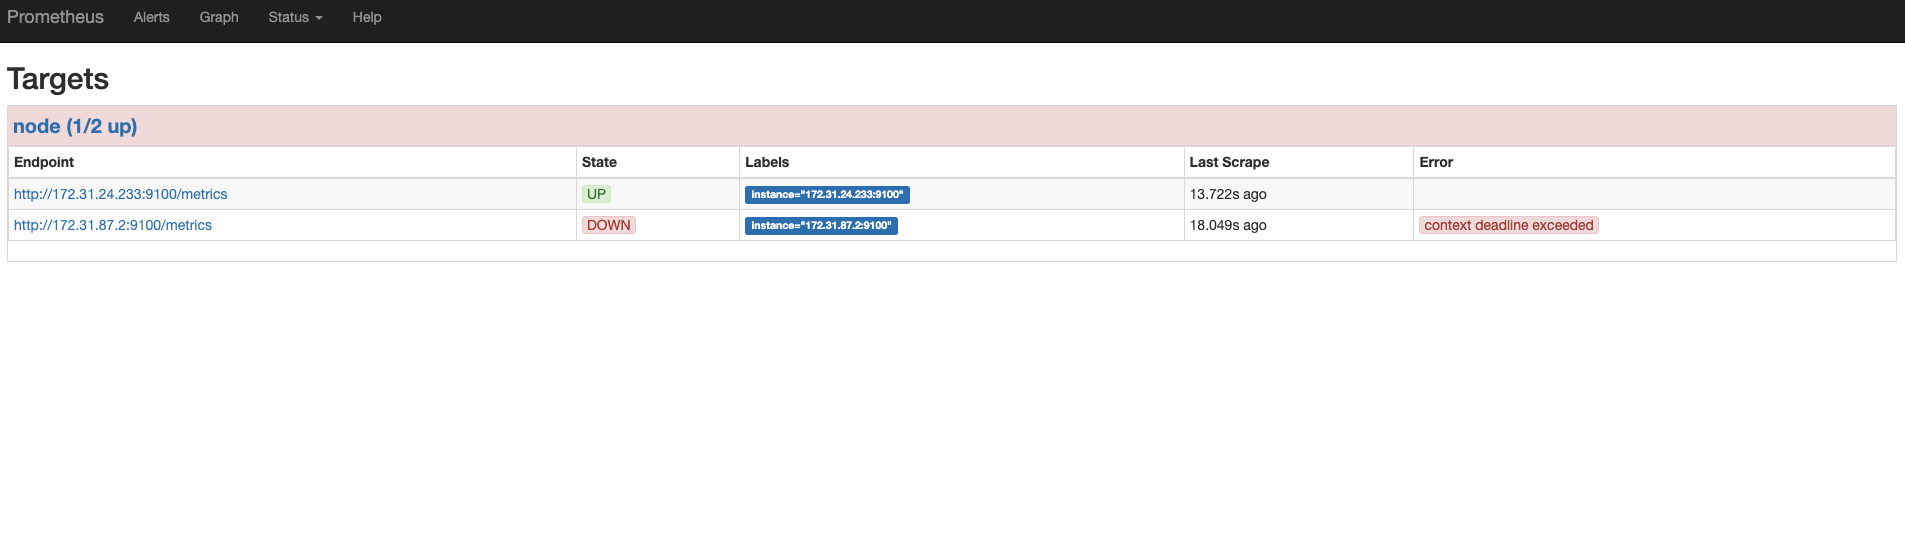 Prometheus Alerts Graph Status Help
Targets
node (1/2 up)
Endpoint State Labels Last Scrape Error
http://172.31.24.233:9100/metrics UP instance="172.31.24.233:9100" 13.722s ago
http://172.31.87.2:9100/metrics DOWN instance="172.31.87.2:9100" 18.049s ago context deadline exceeded